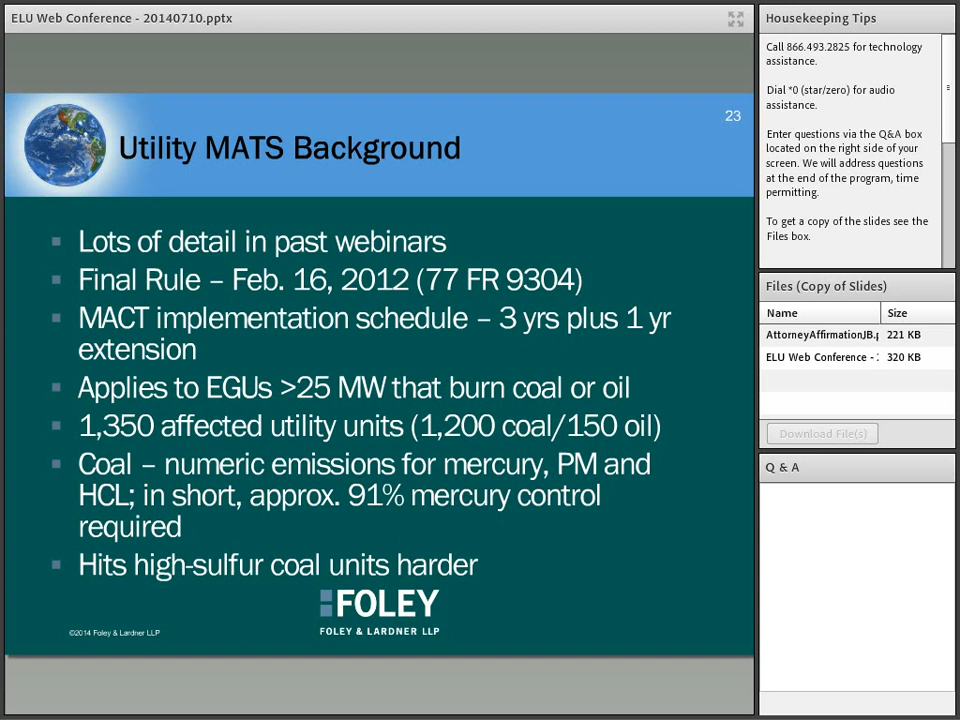 ELU Web Conference - 20140710.pptx
23
Utility MATS Background
▪ Lots of detail in past webinars
▪ Final Rule – Feb. 16, 2012 (77 FR 9304)
▪ MACT implementation schedule – 3 yrs plus 1 yr
extension
▪ Applies to EGUs >25 MW that burn coal or oil
▪ 1,350 affected utility units (1,200 coal/150 oil)
▪ Coal – numeric emissions for mercury, PM and
HCL; in short, approx. 91% mercury control
required
▪ Hits high-sulfur coal units harder
FOLEY
FOLEY & LARDNER LLP
©2014 Foley & Lardner LLP
Housekeeping Tips
Call 866.493.2825 for technology
assistance.
Dial *0 (star/zero) for audio
assistance.
Enter questions via the Q&A box
located on the right side of your
screen. We will address questions
at the end of the program, time
permitting.
To get a copy of the slides see the
Files box.
Files (Copy of Slides)
Name Size
AttorneyAffirmationJB.p 221 KB
ELU Web Conference - 320 KB
Download File(s)
Q & A